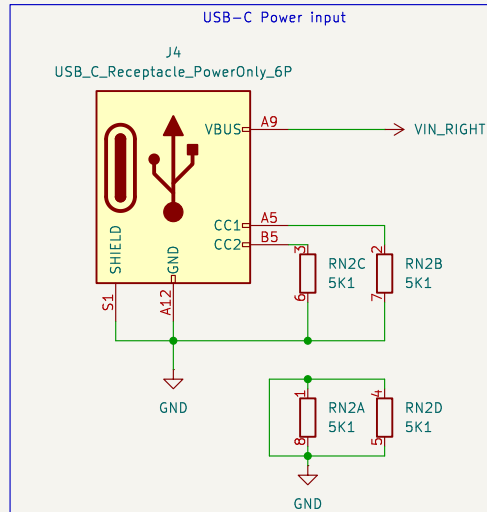 USB-C Power input
J4
USB_C_Receptacle_PowerOnly_6P
VBUS
A9
VIN_RIGHT
CC1
A5
CC2
B5
SHIELD
GND
S1
A12
3
RN2C
5K1
6
2
RN2B
5K1
7
GND
1
RN2A
5K1
8
4
RN2D
5K1
5
GND